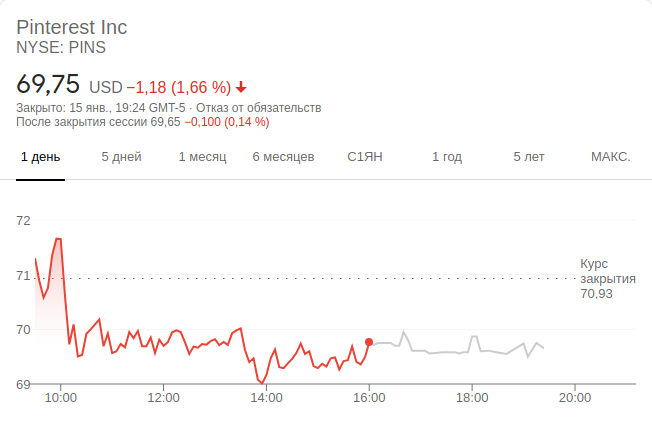 Pinterest Inc
NYSE: PINS
69,75 USD −1,18 (1,66 %)
Закрыто: 15 янв., 19:24 GMT-5 · Отказ от обязательств
После закрытия сессии 69,65 −0,100 (0,14 %)
1 день 5 дней 1 месяц 6 месяцев С1ЯН 1 год 5 лет МАКС.
72
Курс
71 закрытия
70,93
70
69
10:00 12:00 14:00 16:00 18:00 20:00